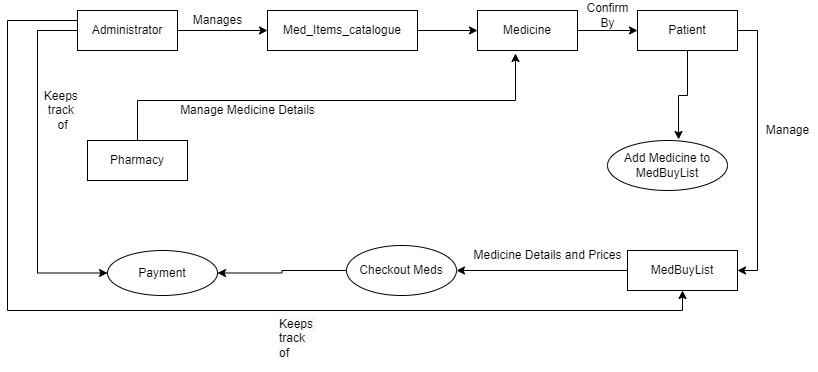 Administrator
Manages
Med_Items_catalogue
Medicine
Confirm
By
Patient
Keeps
track
of
Manage Medicine Details
Manage
Pharmacy
Add Medicine to
MedBuyList
Medicine Details and Prices
Payment
Checkout Meds
MedBuyList
Keeps
track
of